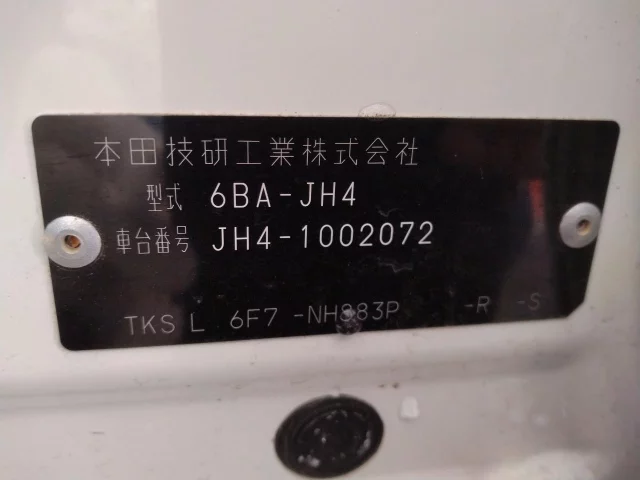 本田技研工業株式会社
型式 6BA-JH4
車台番号 JH4-1002072
TKS L 6F7 -NH883P -R -S